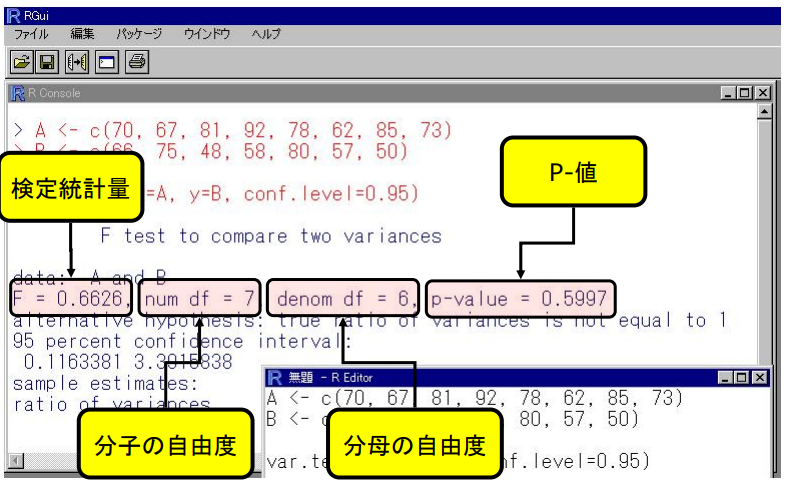 RGui
ファイル 編集 パッケージ ウインドウ ヘルプ
R Console
> A <- c(70, 67, 81, 92, 78, 62, 85, 73)
75, 48, 58, 80, 57, 50)
検定統計量
=A, y=B, conf.level=0.95)
P-値
F test to compare two variances
data: A and B
F = 0.6626, num df = 7, denom df = 6, p-value = 0.5997
alternative hypothesis: true ratio of variances is not equal to 1
95 percent confidence interval:
0.1163381
sample estimates:
ratio of variances
分子の自由度
分母の自由度
無題 - R Editor
A <- c(70, 67, 81, 92, 78, 62, 85, 73)
B <- 80, 57, 50)
var.te nf.level=0.95)